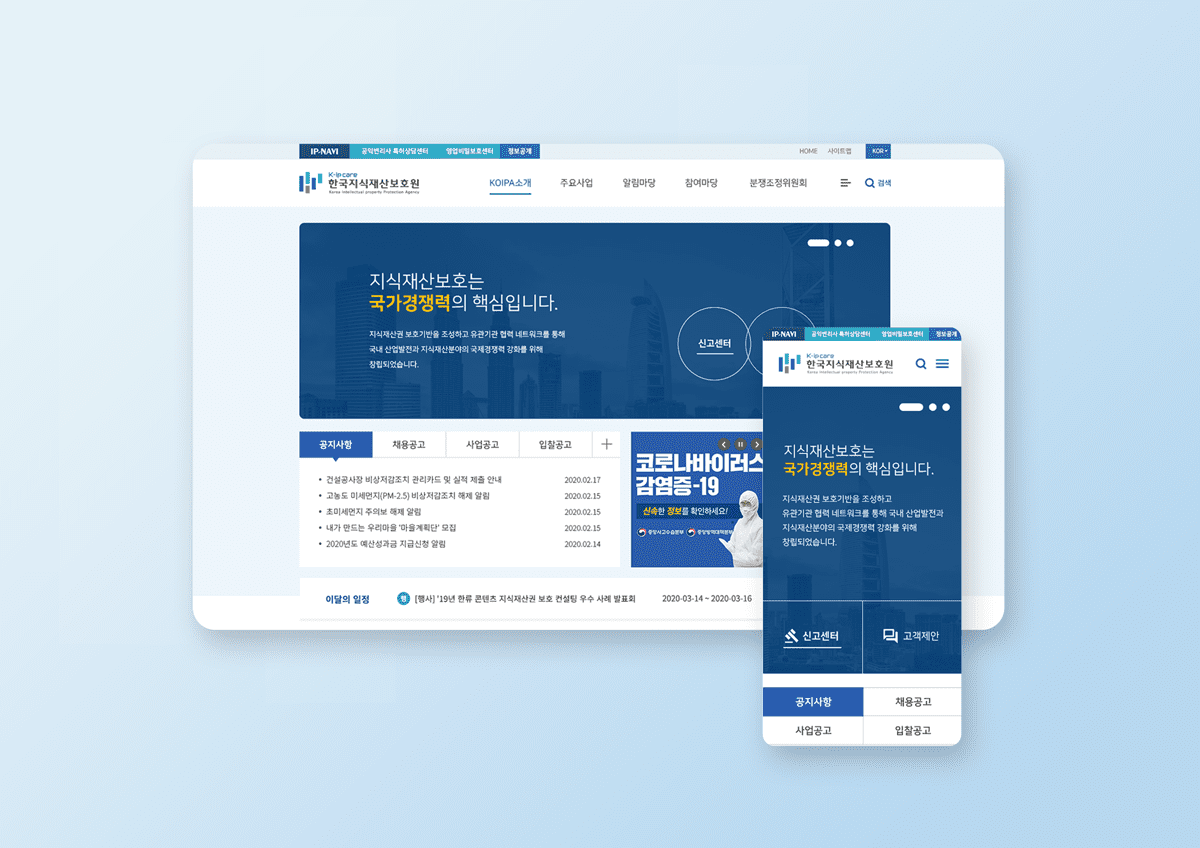 IP-NAVI 공익변리사 특허상담센터 영업비밀보호센터 정보공개
HOME 사이트맵 KOR
K-ip care
한국지식재산보호원
Korea Intellectual property Protection Agency
KOIPA소개 주요사업 알림마당 참여마당 분쟁조정위원회 검색
지식재산보호는
국가경쟁력의 핵심입니다.
지식재산권 보호기반을 조성하고 유관기관 협력 네트워크를 통해
국내 산업발전과 지식재산분야의 국제경쟁력 강화를 위해
창립되었습니다.
신고센터
공지사항 채용공고 사업공고 입찰공고
• 건설공사장 비상저감조치 관리카드 및 실적 제출 안내 2020.02.17
• 고농도 미세먼지(PM-2.5) 비상저감조치 해제 알림 2020.02.15
• 초미세먼지 주의보 해제 알림 2020.02.15
• 내가 만드는 우리마을 '마을계획단' 모집 2020.02.15
• 2020년도 예산성과금 지급신청 알림 2020.02.14
코로나바이러스
감염증-19
신속한 정보를 확인하세요!
중앙사고수습본부 중앙방역대책본부
이달의 일정 행 [행사] '19년 한류 콘텐츠 지식재산권 보호 컨설팅 우수 사례 발표회 2020-03-14 ~ 2020-03-16
IP-NAVI 공익변리사 특허상담센터 영업비밀보호센터 정보공개
K-ip care
한국지식재산보호원
Korea Intellectual property Protection Agency
지식재산보호는
국가경쟁력의 핵심입니다.
지식재산권 보호기반을 조성하고
유관기관 협력 네트워크를 통해 국내 산업발전과
지식재산분야의 국제경쟁력 강화를 위해
창립되었습니다.
신고센터 고객제안
공지사항 채용공고
사업공고 입찰공고